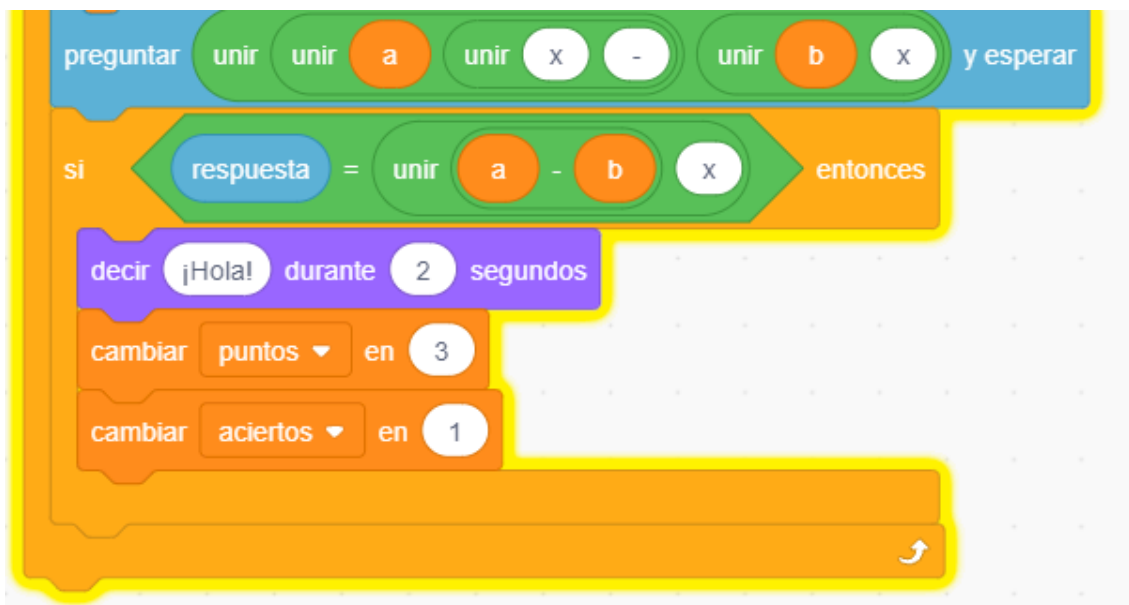 preguntar unir unir a unir x - unir b x y esperar
si respuesta = unir a - b x entonces
decir ¡Hola! durante 2 segundos
cambiar puntos en 3
cambiar aciertos en 1